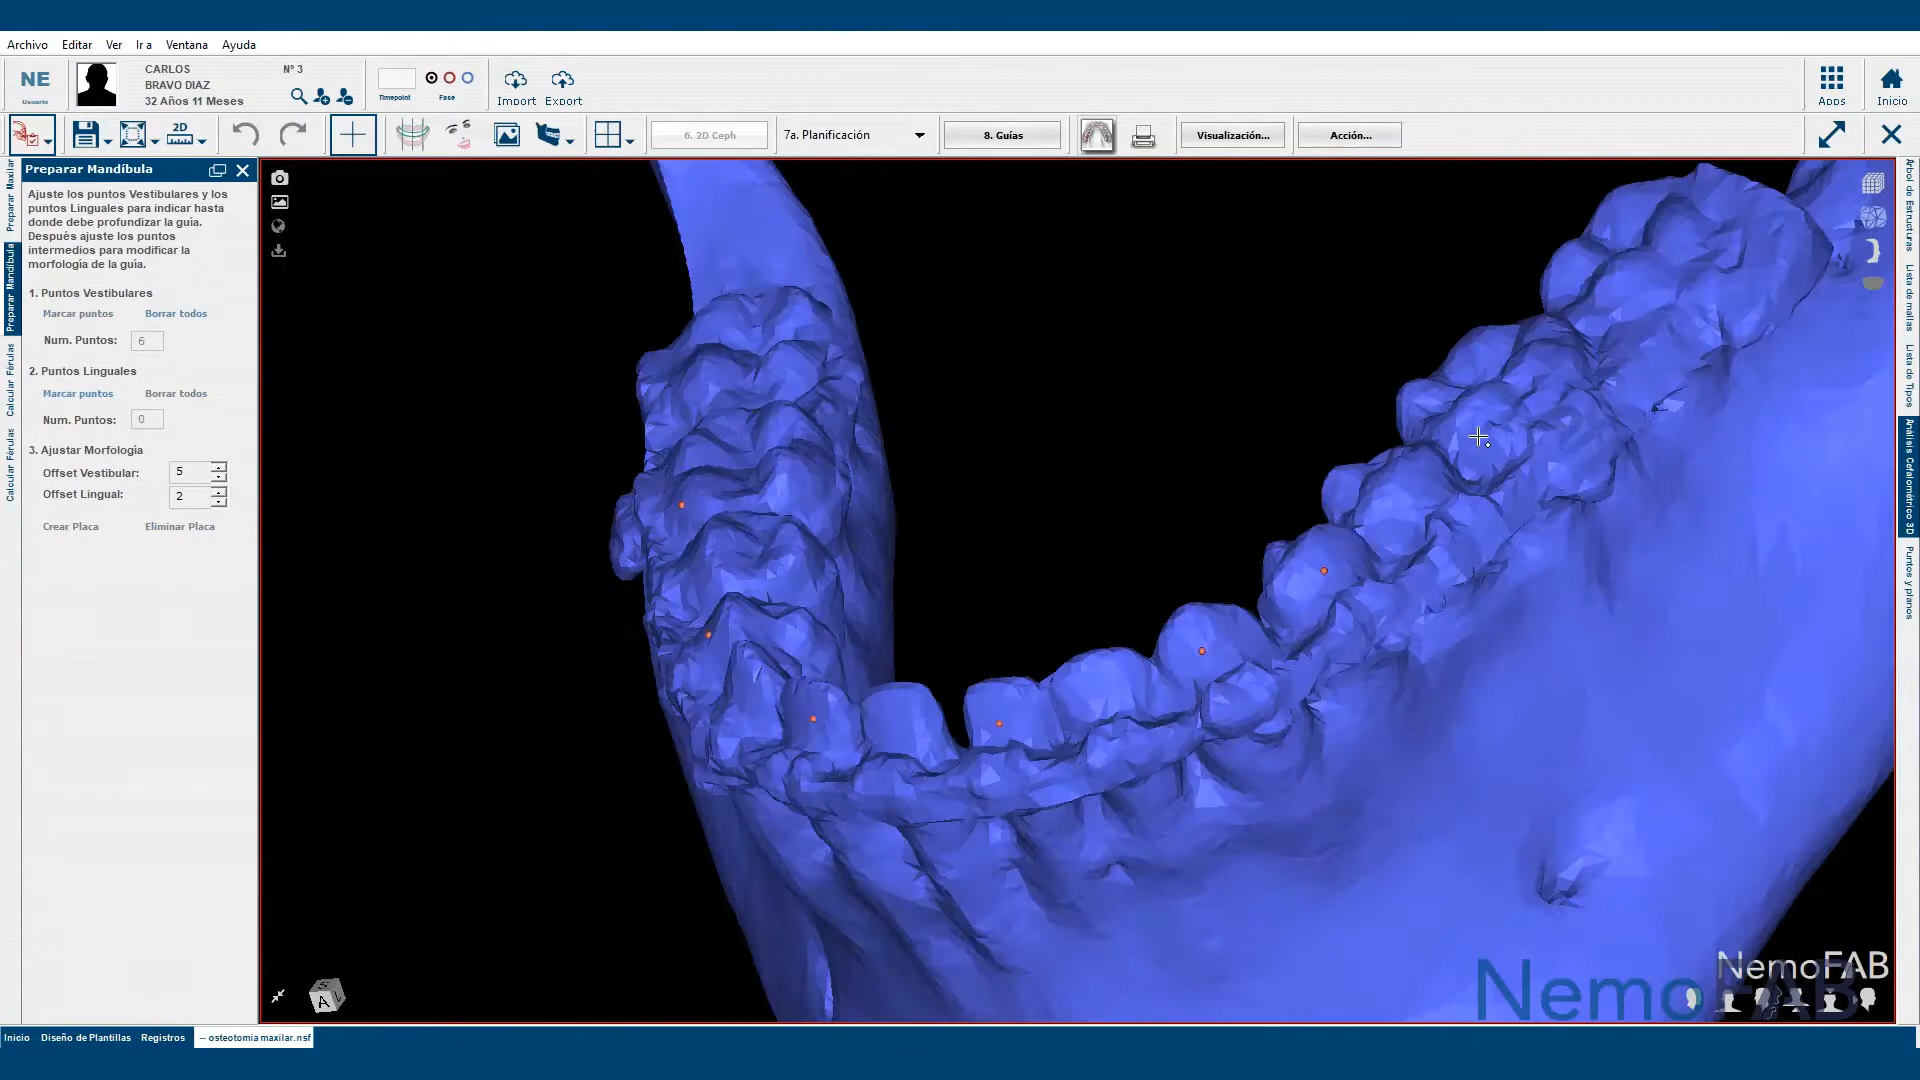 Archivo Editar Ver Ir a Ventana Ayuda
NE
Usuario
CARLOS
BRAVO DIAZ
32 Años 11 Meses
Nº 3
Timepoint
Fase
Import Export
Apps
Inicio
2D
6. 2D Ceph
7a. Planificación
8. Guías
Visualización...
Acción...
Preparar Maxilar
Preparar Mandíbula
Calcular Férulas
Calcular Férulas
Preparar Mandíbula
Ajuste los puntos Vestibulares y los
puntos Linguales para indicar hasta
donde debe profundizar la guía.
Después ajuste los puntos
intermedios para modificar la
morfología de la guía.
1. Puntos Vestibulares
Marcar puntos Borrar todos
Num. Puntos: 6
2. Puntos Linguales
Marcar puntos Borrar todos
Num. Puntos: 0
3. Ajustar Morfología
Offset Vestibular: 5
Offset Lingual: 2
Crear Placa Eliminar Placa
Árbol de Estructuras
Lista de mallas
Lista de Tipos
Análisis Cefalométrico 3D
Puntos y planos
S
A
L
NemoFAB
NemoFAB
Inicio Diseño de Plantillas Registros -- osteotomia maxilar.nsf